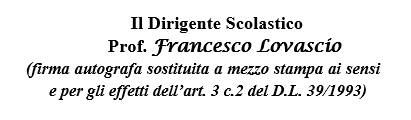 Il Dirigente Scolastico
Prof. Francesco Lovascio
(firma autografa sostituita a mezzo stampa ai sensi
e per gli effetti dell'art. 3 c.2 del D.L. 39/1993)